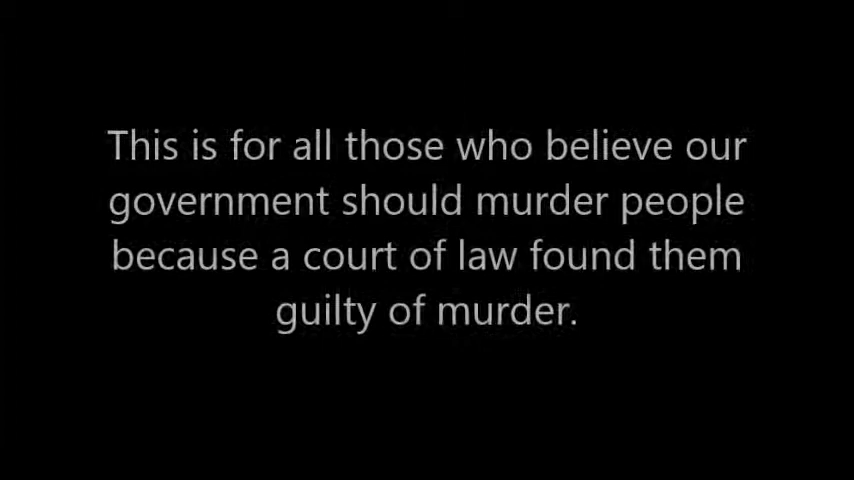 This is for all those who believe our
government should murder people
because a court of law found them
guilty of murder.